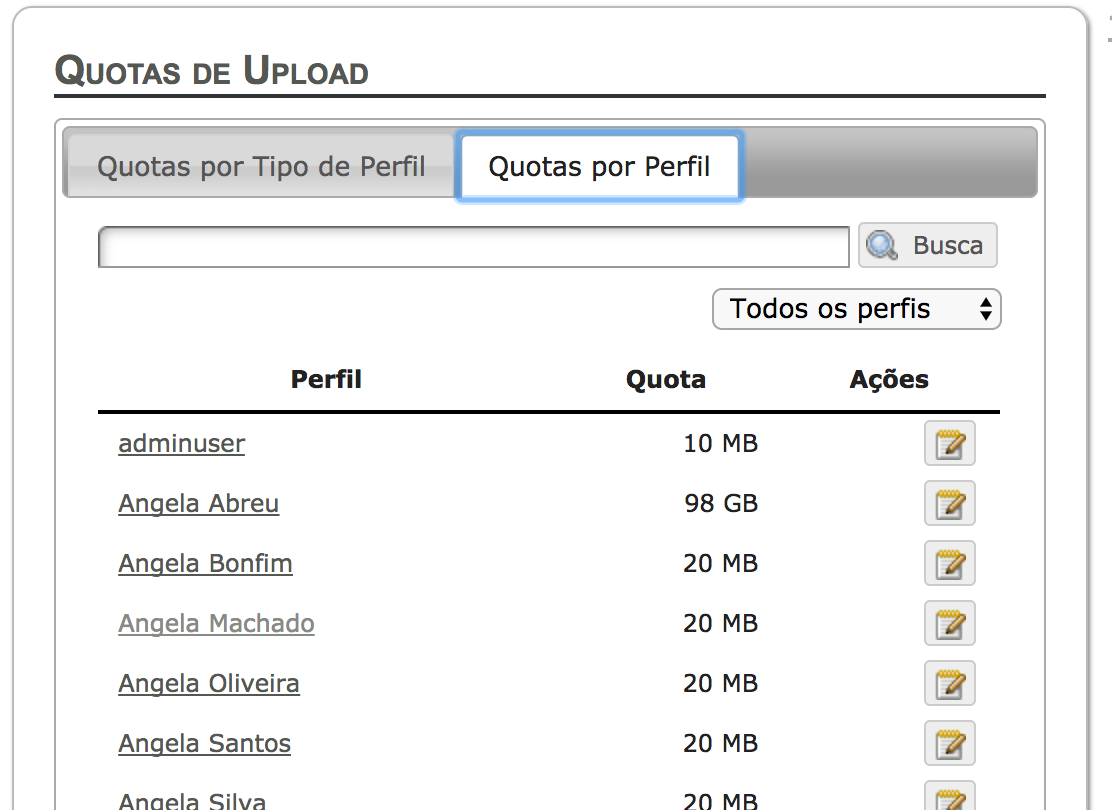 Quotas de Upload
Quotas por Tipo de Perfil
Quotas por Perfil
Busca
Todos os perfis
Perfil Quota Ações
adminuser 10 MB
Angela Abreu 98 GB
Angela Bonfim 20 MB
Angela Machado 20 MB
Angela Oliveira 20 MB
Angela Santos 20 MB
Angela Silva 20 MB